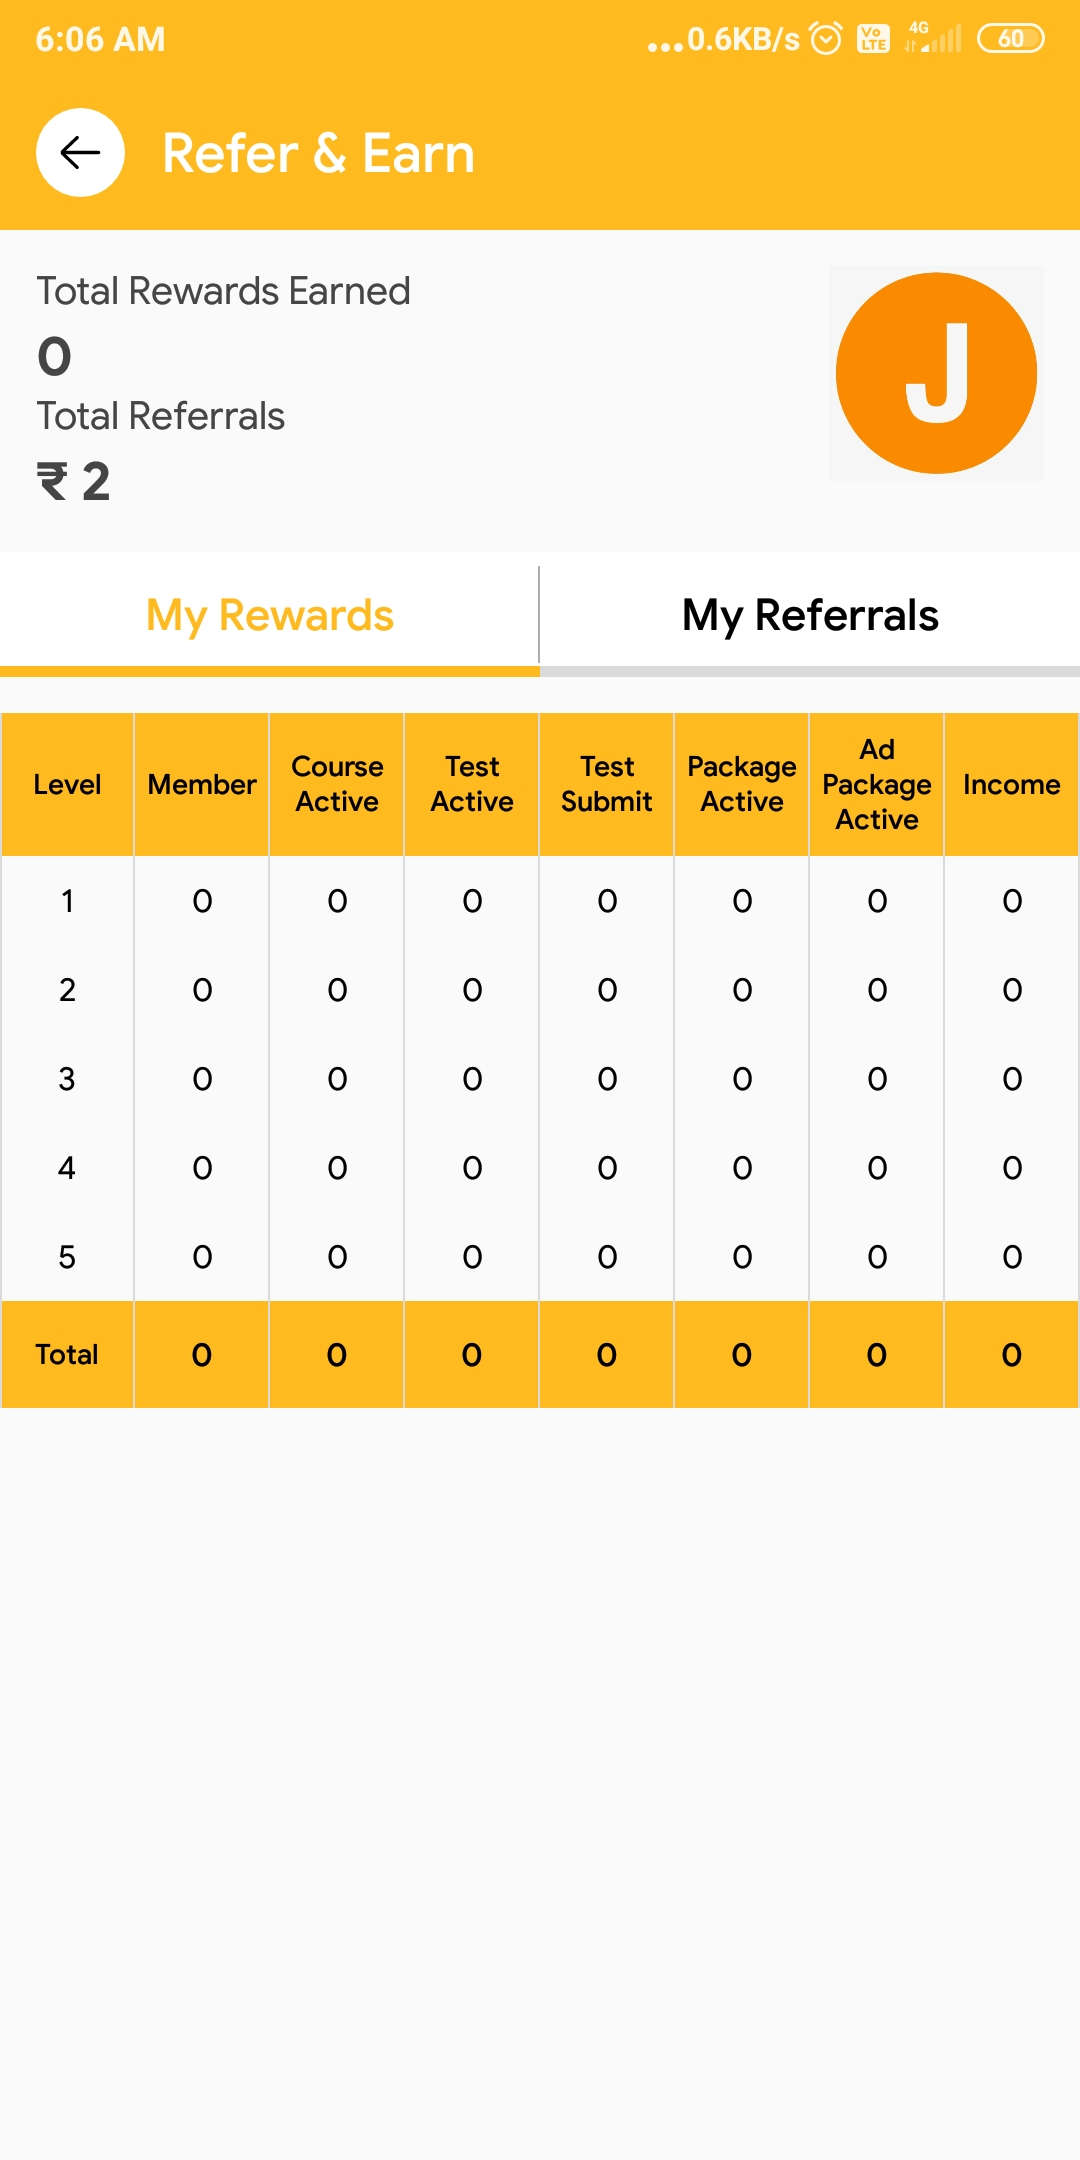 6:06 AM
...0.6KB/s Vo LTE 4G 60
Refer & Earn
Total Rewards Earned
0
Total Referrals
₹ 2
J
My Rewards My Referrals
Level Member Course Active Test Active Test Submit Package Active Ad Package Active Income
1 0 0 0 0 0 0 0
2 0 0 0 0 0 0 0
3 0 0 0 0 0 0 0
4 0 0 0 0 0 0 0
5 0 0 0 0 0 0 0
Total 0 0 0 0 0 0 0